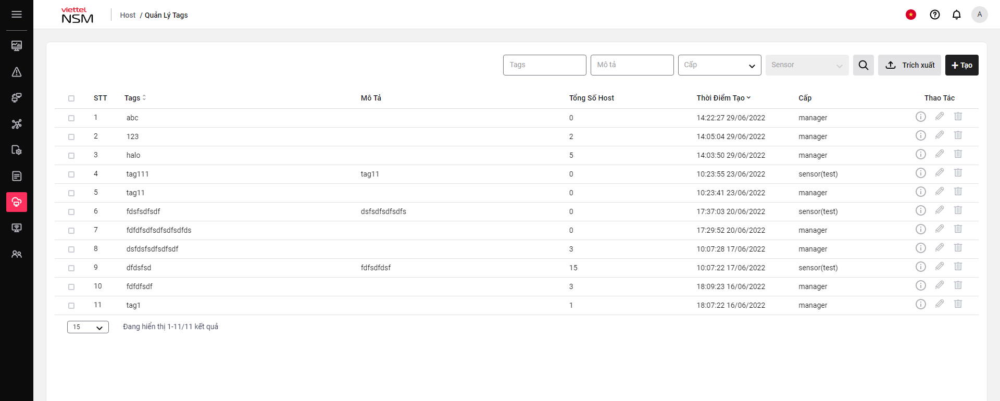 viettel
NSM
Host / Quản Lý Tags
A
Tags
Mô tả
Cấp
Sensor
Trích xuất
+ Tạo
STT Tags Mô Tả Tổng Số Host Thời Điểm Tạo Cấp Thao Tác
1 abc 0 14:22:27 29/06/2022 manager
2 123 2 14:05:04 29/06/2022 manager
3 halo 5 14:03:50 29/06/2022 manager
4 tag111 tag11 0 10:23:55 23/06/2022 sensor(test)
5 tag11 0 10:23:41 23/06/2022 manager
6 fdsfsdfsdf dsfsdfsdfsdfs 0 17:37:03 20/06/2022 sensor(test)
7 fdfdfsdfsdfsdfsdfds 0 17:29:52 20/06/2022 manager
8 dsfdsfsdfsdfsdf 3 10:07:28 17/06/2022 manager
9 dfdsfsd fdfsdfdsf 15 10:07:22 17/06/2022 sensor(test)
10 fdfdfsdf 3 18:09:23 16/06/2022 manager
11 tag1 1 18:07:22 16/06/2022 manager
15 Đang hiển thị 1-11/11 kết quả